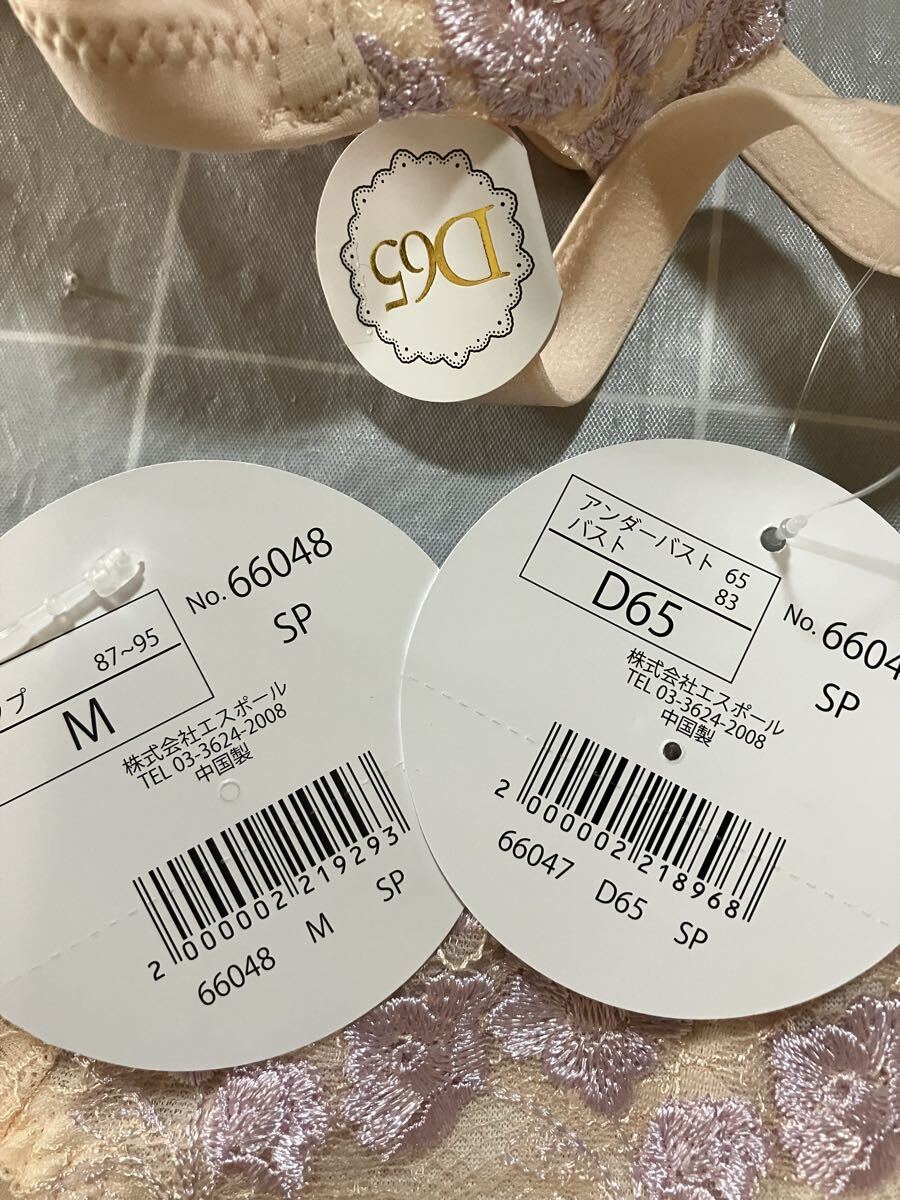 D65
No. 66048
SP
87~95
M
株式会社エスポール
TEL 03-3624-2008
中国製
2 000002 219293
66048 M SP
アンダーバスト 65
バスト 83
D65
No. 6604
SP
株式会社エスポール
TEL 03-3624-2008
中国製
2 000002 218968
66047 D65 SP